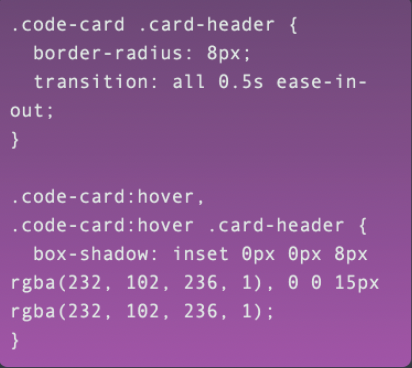 .code-card .card-header {
  border-radius: 8px;
  transition: all 0.5s ease-in-
out;
}

.code-card:hover,
.code-card:hover .card-header {
  box-shadow: inset 0px 0px 8px
rgba(232, 102, 236, 1), 0 0 15px
rgba(232, 102, 236, 1);
}